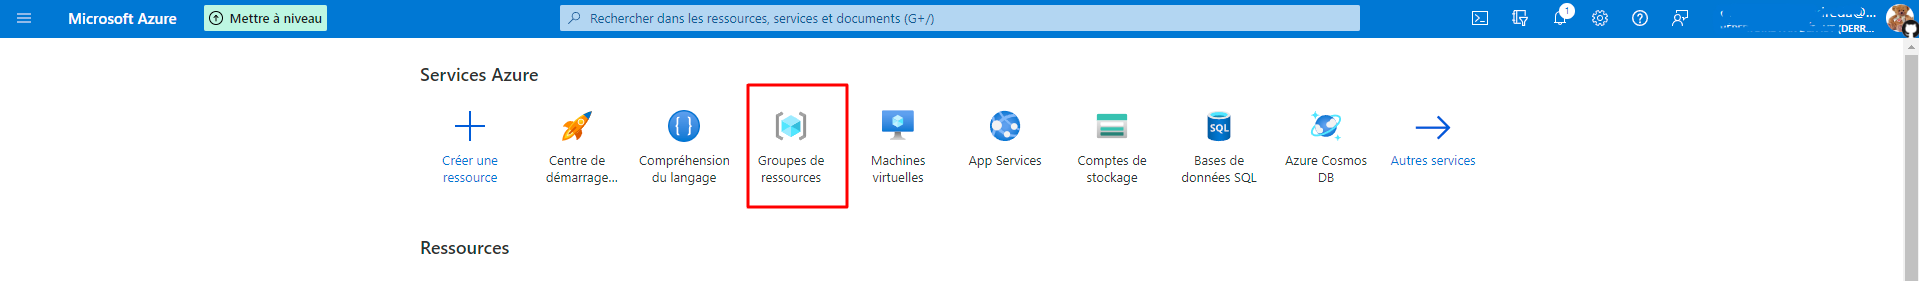 Microsoft Azure
Mettre à niveau
Rechercher dans les ressources, services et documents (G+/)
1
(DERR...
Services Azure
Créer une
ressource
Centre de
démarrage...
Compréhension
du langage
Groupes de
ressources
Machines
virtuelles
App Services
Comptes de
stockage
SQL
Bases de
données SQL
Azure Cosmos
DB
Autres services
Ressources